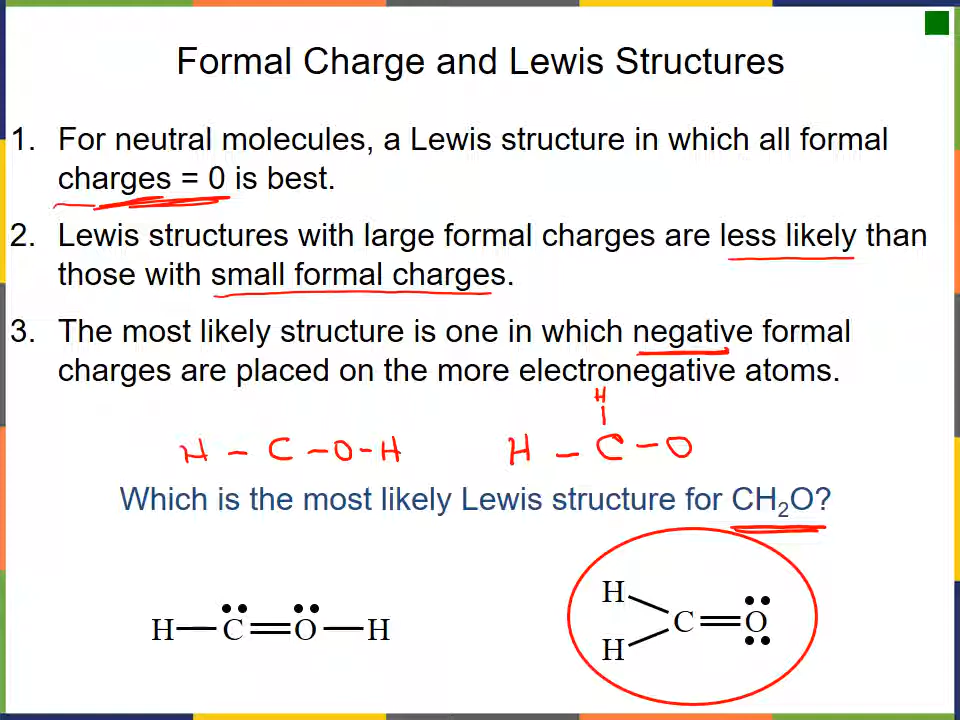 Formal Charge and Lewis Structures
1. For neutral molecules, a Lewis structure in which all formal
charges = 0 is best.
2. Lewis structures with large formal charges are less likely than
those with small formal charges.
3. The most likely structure is one in which negative formal
charges are placed on the more electronegative atoms.
H
H – C – O – H H – C – O
Which is the most likely Lewis structure for CH₂O?
H
H C O H C O
H